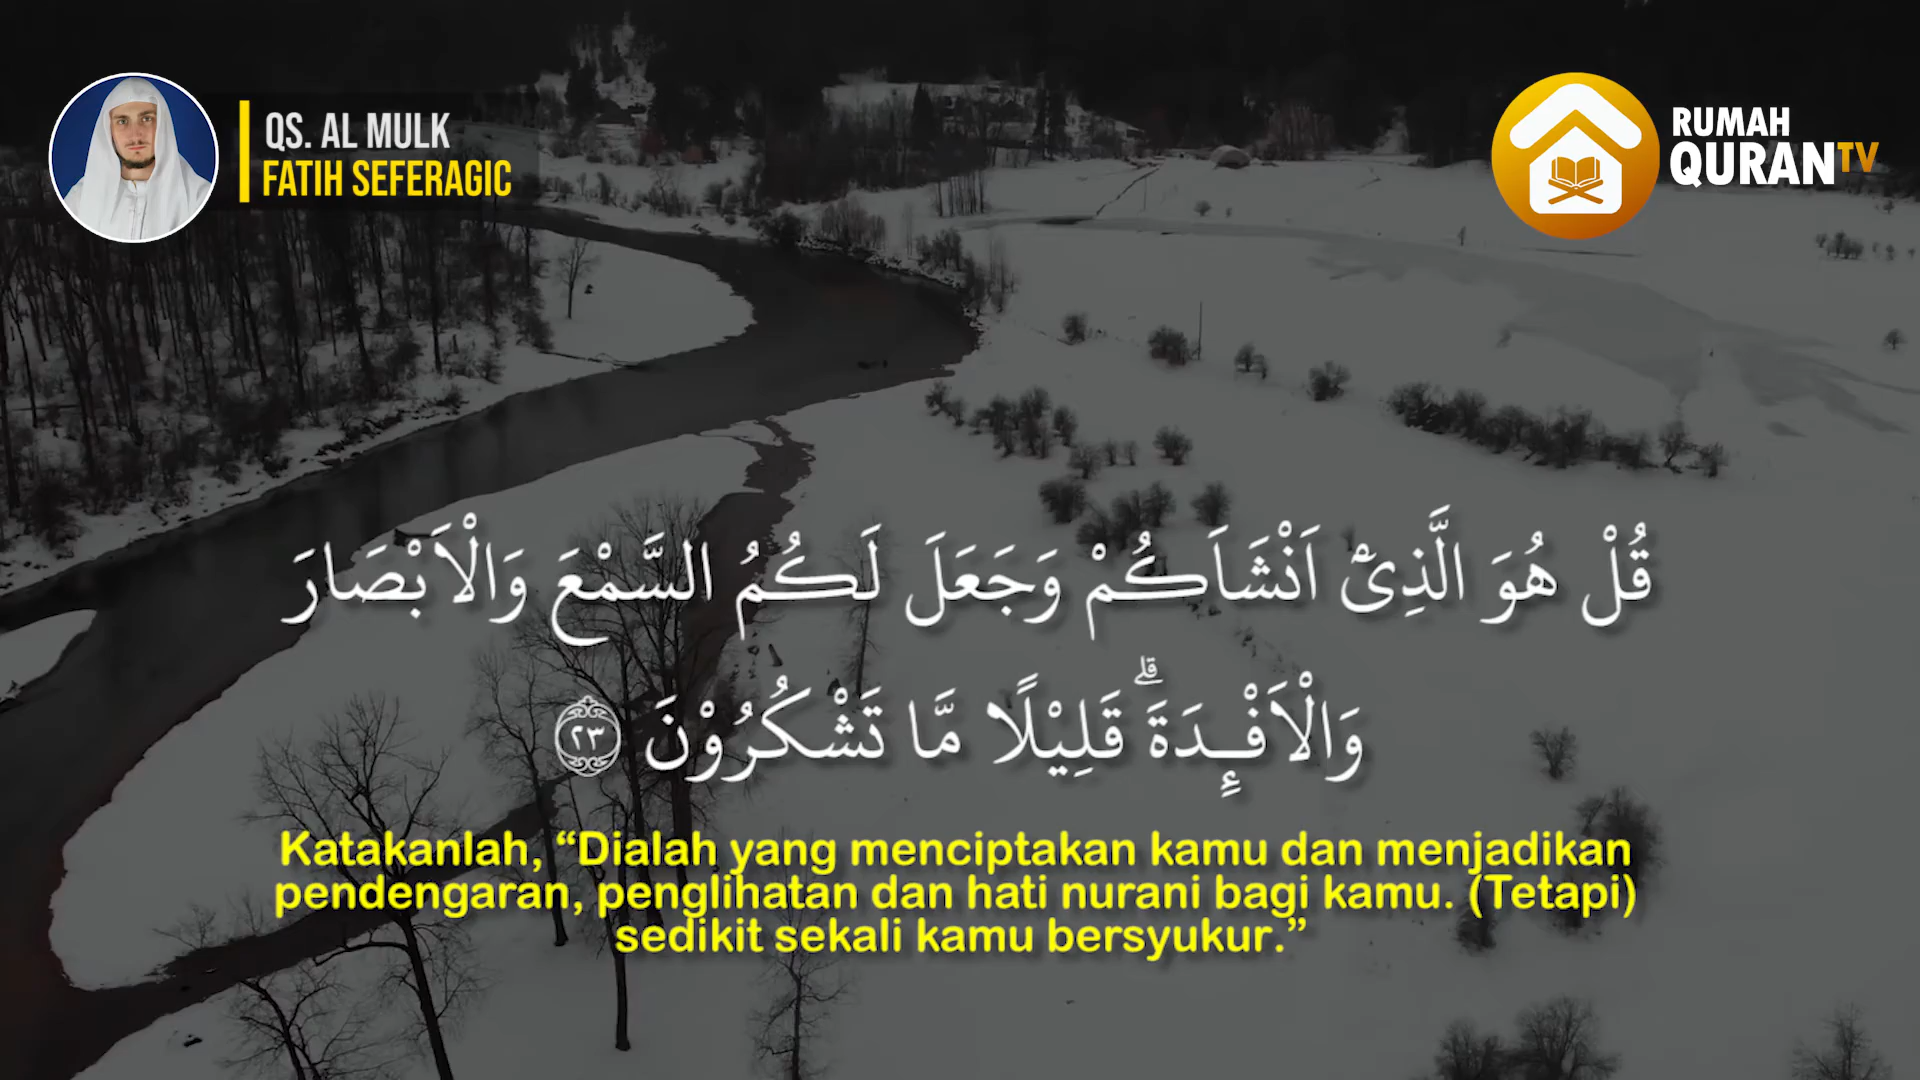 QS. AL MULK
FATIH SEFERAGIC
RUMAH
QURANTV
قُلْ هُوَ الَّذِيْٓ اَنْشَاَكُمْ وَجَعَلَ لَكُمُ السَّمْعَ وَالْاَبْصَارَ
وَالْاَفْـِٕدَةَۗ قَلِيْلًا مَّا تَشْكُرُوْنَ ٢٣
Katakanlah, “Dialah yang menciptakan kamu dan menjadikan
pendengaran, penglihatan dan hati nurani bagi kamu. (Tetapi)
sedikit sekali kamu bersyukur.”